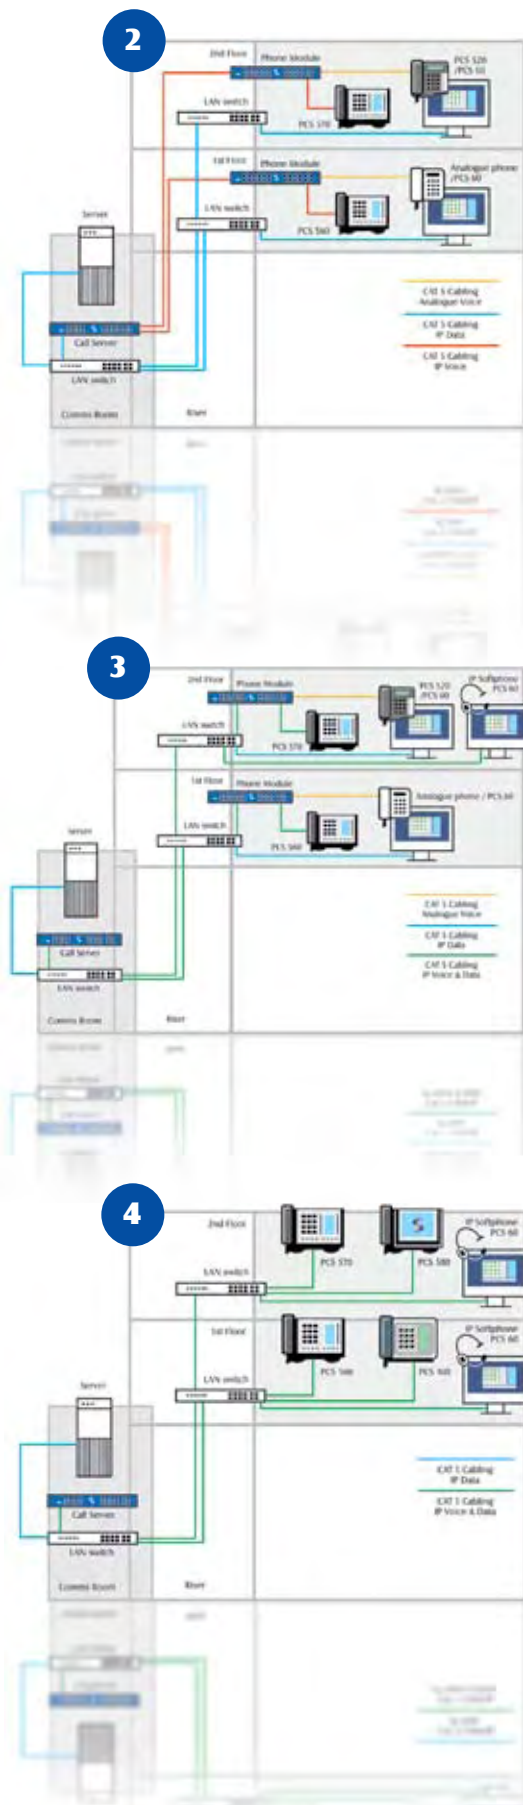 2
2nd Floor
Phone Module
PCS 520
/PCS 50
LAN switch
PCS 570
1st Floor
Phone Module
Analogue phone
/PCS 60
LAN switch
PCS 560
Server
CAT 5 Cabling
Analogue Voice
CAT 5 Cabling
IP Data
CAT 5 Cabling
IP Voice
Call Server
LAN switch
Comms Room
Riser
3
2nd Floor
Phone Module
PCS 520
/PCS 60
IP Softphone
PCS 60
LAN switch
PCS 570
1st Floor
Phone Module
Analogue phone / PCS 60
LAN switch
PCS 560
Server
CAT 5 Cabling
Analogue Voice
CAT 5 Cabling
IP Data
CAT 5 Cabling
IP Voice & Data
Call Server
LAN switch
Comms Room
Riser
4
2nd Floor
IP Softphone
PCS 60
PCS 570
PCS 580
LAN switch
1st Floor
IP Softphone
PCS 60
PCS 560
PCS
LAN switch
Server
CAT 5 Cabling
IP Data
CAT 5 Cabling
IP Voice & Data
Call Server
LAN switch
Comms Room
Riser